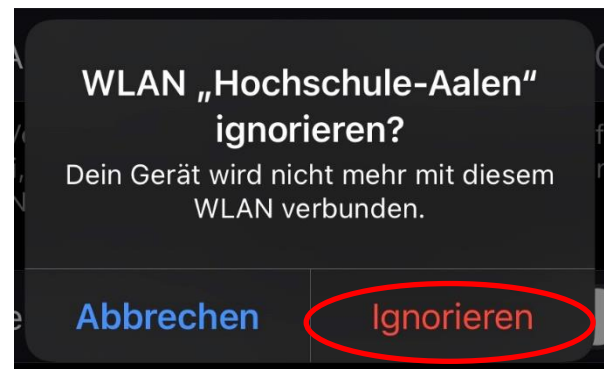 WLAN „Hochschule-Aalen“
ignorieren?
Dein Gerät wird nicht mehr mit diesem
WLAN verbunden.
Abbrechen
Ignorieren